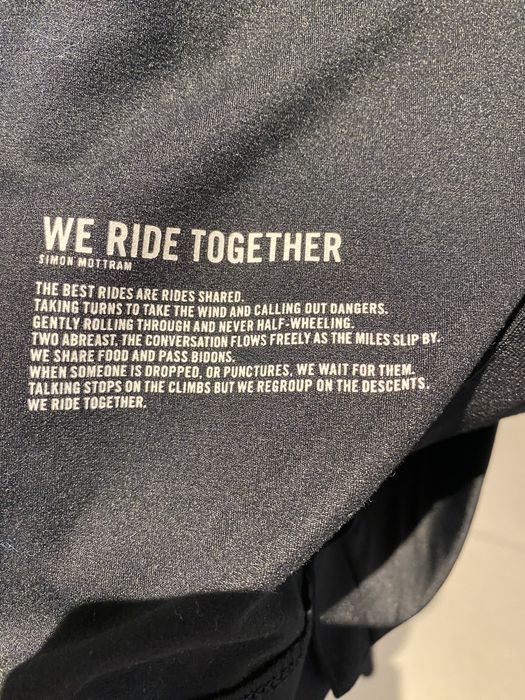 WE RIDE TOGETHER
SIMON MOTTRAM
THE BEST RIDES ARE RIDES SHARED.
TAKING TURNS TO TAKE THE WIND AND CALLING OUT DANGERS.
GENTLY ROLLING THROUGH AND NEVER HALF-WHEELING.
TWO ABREAST, THE CONVERSATION FLOWS FREELY AS THE MILES SLIP BY.
WE SHARE FOOD AND PASS BIDONS.
WHEN SOMEONE IS DROPPED, OR PUNCTURES, WE WAIT FOR THEM.
TALKING STOPS ON THE CLIMBS BUT WE REGROUP ON THE DESCENTS.
WE RIDE TOGETHER.